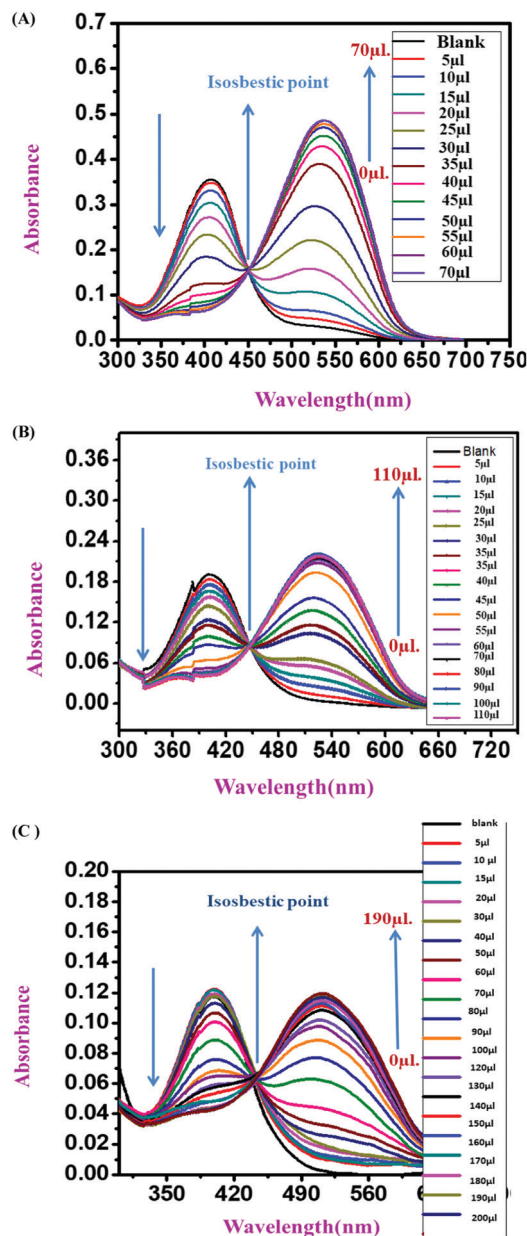 (A)
0.7
0.6
0.5
0.4
0.3
0.2
0.1
0.0
Absorbance
Isosbestic point
70µl.
0µl.
Blank
5µl
10µl
15µl
20µl
25µl
30µl
35µl
40µl
45µl
50µl
55µl
60µl
70µl
300 350 400 450 500 550 600 650 700 750
Wavelength(nm)
(B)
0.36
0.30
0.24
0.18
0.12
0.06
0.00
Absorbance
Isosbestic point
110µl.
0µl.
Blank
5µl
10µl
15µl
20µl
25µl
30µl
35µl
35µl
40µl
45µl
50µl
55µl
60µl
70µl
80µl
90µl
100µl
110µl
300 360 420 480 540 600 660 720
Wavelength(nm)
(C )
0.20
0.18
0.16
0.14
0.12
0.10
0.08
0.06
0.04
0.02
0.00
Absorbance
Isosbestic point
190µl.
0µl.
blank
5µl
10 µl
15µl
20µl
30µl
40µl
50µl
60µl
70µl
80µl
90µl
100µl
120µl
130µl
140µl
150µl
160µl
170µl
180µl
190µl
200µl
350 420 490 560
Wavelength(nm)